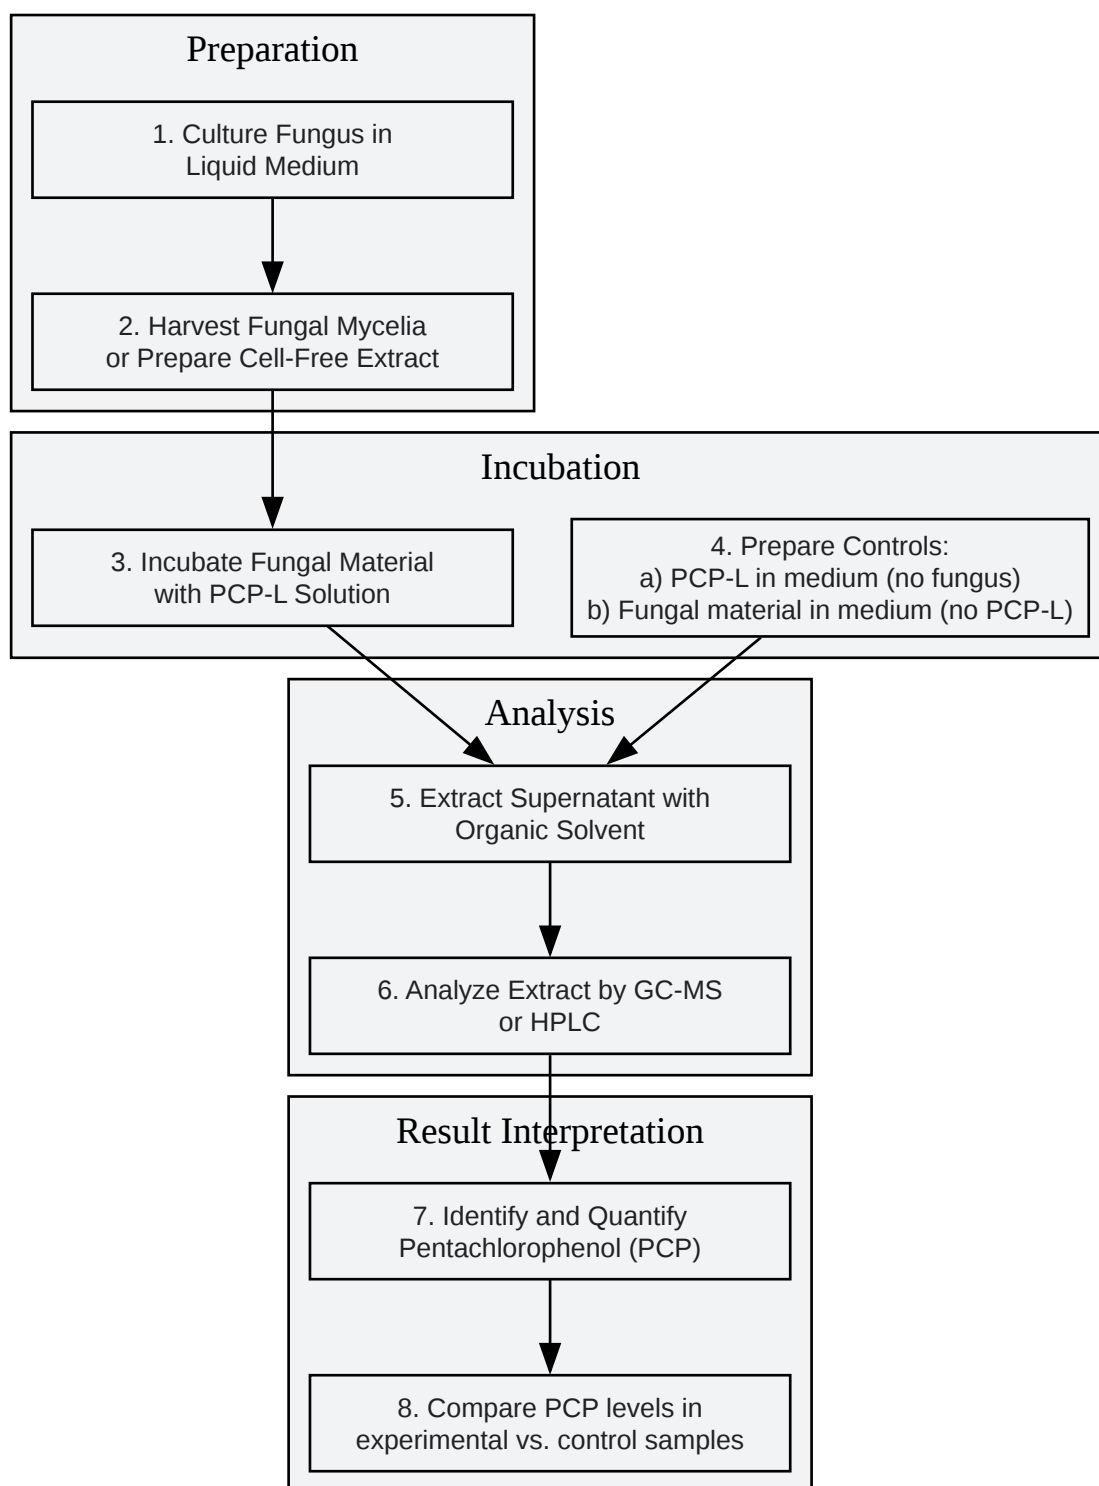 Preparation
1. Culture Fungus in
Liquid Medium
2. Harvest Fungal Mycelia
or Prepare Cell-Free Extract
Incubation
3. Incubate Fungal Material
with PCP-L Solution
4. Prepare Controls:
a) PCP-L in medium (no fungus)
b) Fungal material in medium (no PCP-L)
Analysis
5. Extract Supernatant with
Organic Solvent
6. Analyze Extract by GC-MS
or HPLC
Result Interpretation
7. Identify and Quantify
Pentachlorophenol (PCP)
8. Compare PCP levels in
experimental vs. control samples